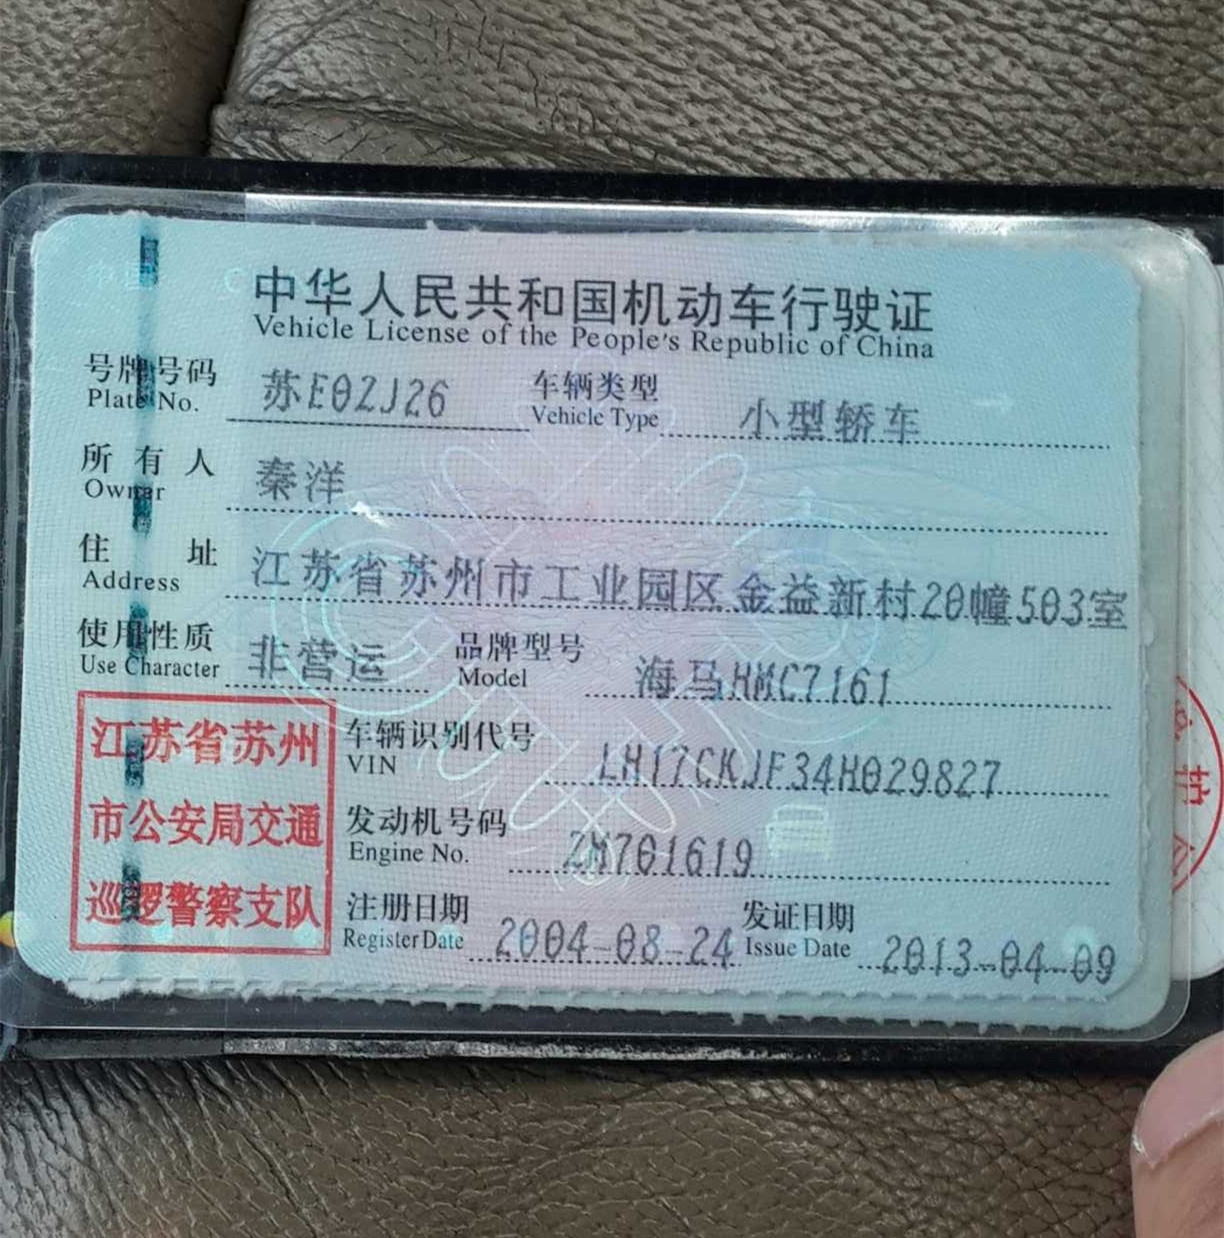 中华人民共和国机动车行驶证
Vehicle License of the People's Republic of China
号牌号码 苏E0ZJ26 车辆类型 小型轿车
Plate No. Vehicle Type
所有人 秦洋
Owner
住址 江苏省苏州市工业园区金益新村20幢503室
Address
使用性质 非营运 品牌型号 海马HMC7161
Use Character Model
江苏省苏州
市公安局交通
巡逻警察支队
车辆识别代号 LH17CKJF34H029827
VIN
发动机号码 ZM701619
Engine No.
注册日期 2004-08-24 发证日期 2013-04-09
Register Date Issue Date